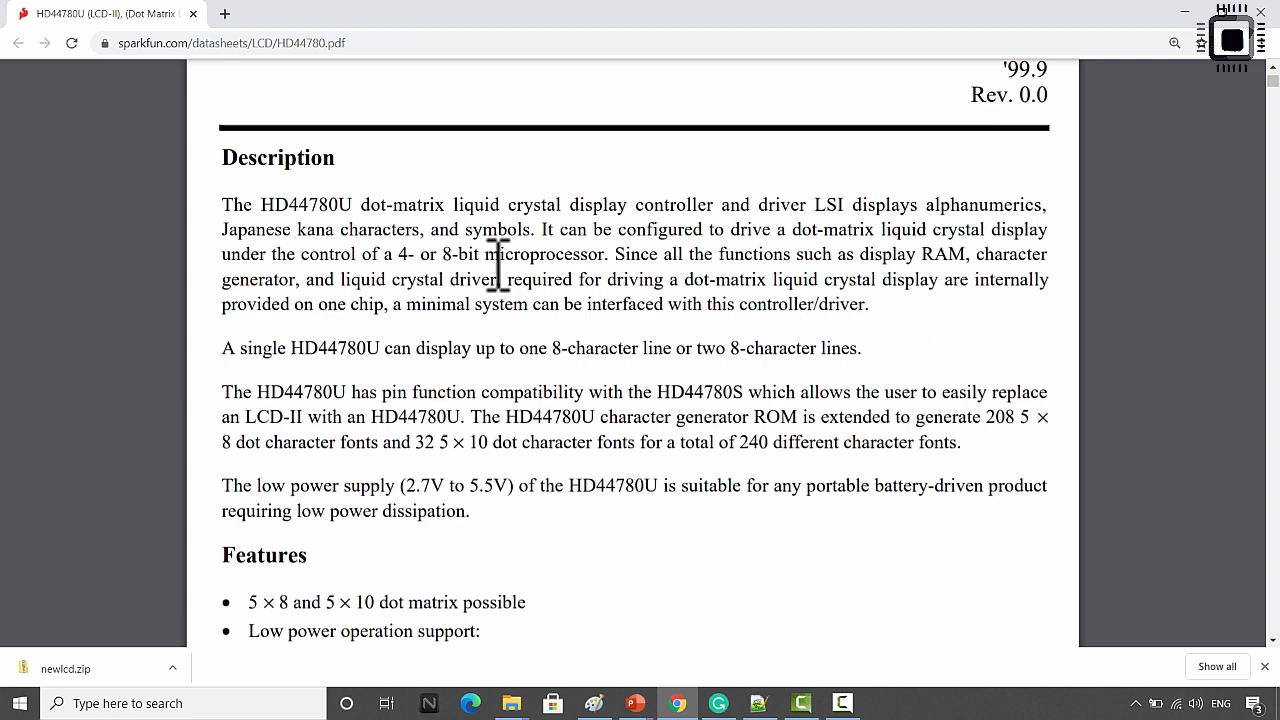 HD44780U (LCD-II), (Dot Matrix
sparkfun.com/datasheets/LCD/HD44780.pdf
'99.9
Rev. 0.0
Description
The HD44780U dot-matrix liquid crystal display controller and driver LSI displays alphanumerics,
Japanese kana characters, and symbols. It can be configured to drive a dot-matrix liquid crystal display
under the control of a 4- or 8-bit microprocessor. Since all the functions such as display RAM, character
generator, and liquid crystal driver, required for driving a dot-matrix liquid crystal display are internally
provided on one chip, a minimal system can be interfaced with this controller/driver.
A single HD44780U can display up to one 8-character line or two 8-character lines.
The HD44780U has pin function compatibility with the HD44780S which allows the user to easily replace
an LCD-II with an HD44780U. The HD44780U character generator ROM is extended to generate 208 5 ×
8 dot character fonts and 32 5 × 10 dot character fonts for a total of 240 different character fonts.
The low power supply (2.7V to 5.5V) of the HD44780U is suitable for any portable battery-driven product
requiring low power dissipation.
Features
• 5 × 8 and 5 × 10 dot matrix possible
• Low power operation support:
newlcd.zip
Show all
Type here to search
ENG
3